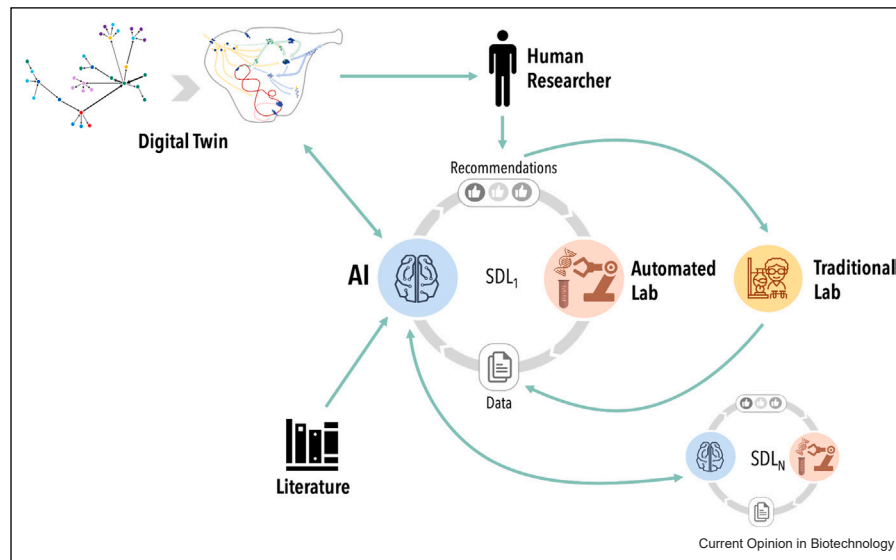 Human
Researcher
Digital Twin
Recommendations
AI
SDL1
Automated
Lab
Traditional
Lab
Data
Literature
SDLN
Current Opinion in Biotechnology